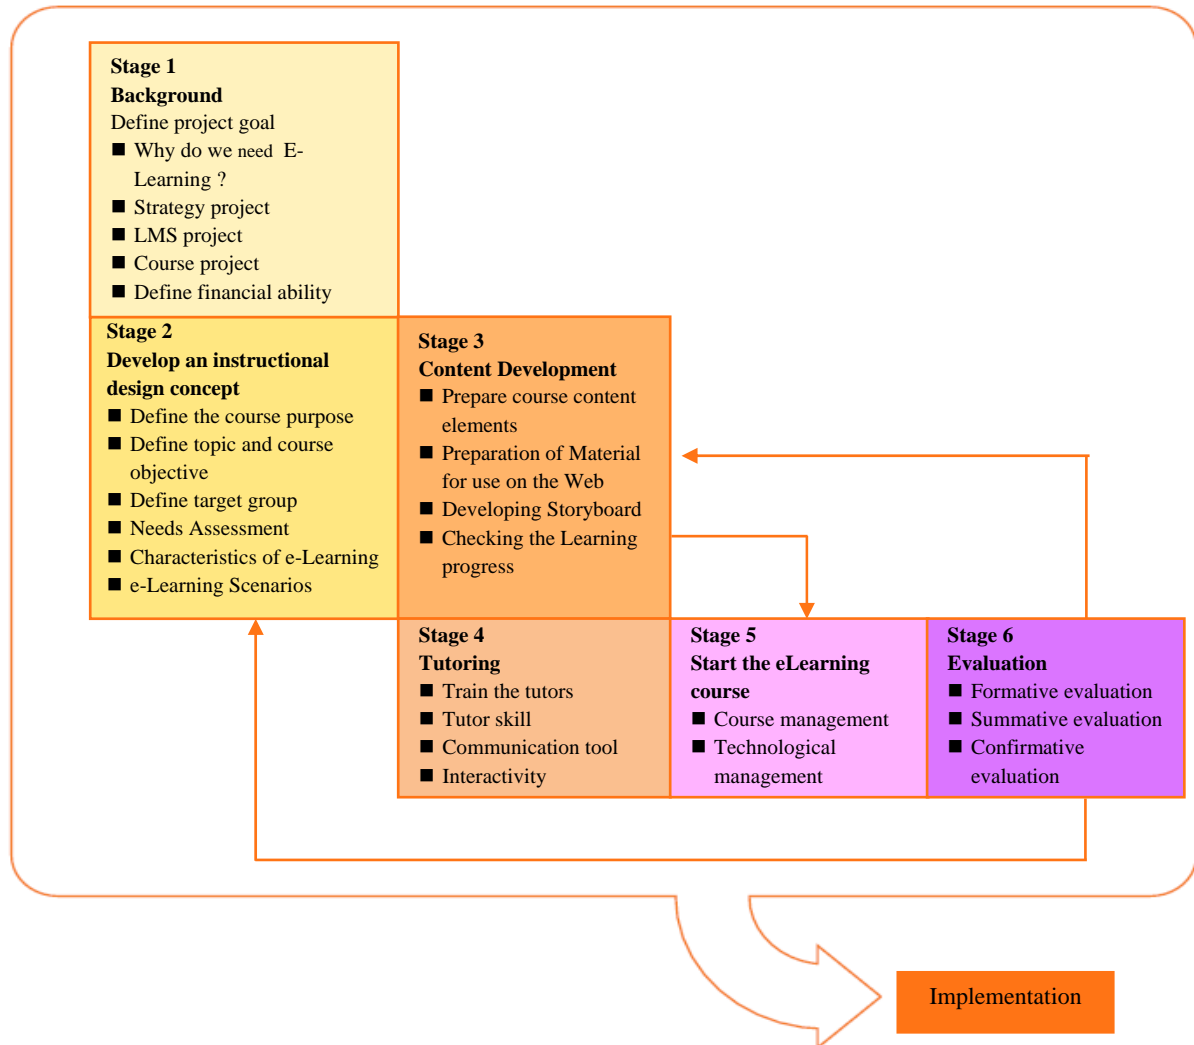 Stage 1
Background
Define project goal
■ Why do we need E-
Learning ?
■ Strategy project
■ LMS project
■ Course project
■ Define financial ability
Stage 2
Develop an instructional
design concept
■ Define the course purpose
■ Define topic and course
objective
■ Define target group
■ Needs Assessment
■ Characteristics of e-Learning
■ e-Learning Scenarios
Stage 3
Content Development
■ Prepare course content
elements
■ Preparation of Material
for use on the Web
■ Developing Storyboard
■ Checking the Learning
progress
Stage 4
Tutoring
■ Train the tutors
■ Tutor skill
■ Communication tool
■ Interactivity
Stage 5
Start the eLearning
course
■ Course management
■ Technological
management
Stage 6
Evaluation
■ Formative evaluation
■ Summative evaluation
■ Confirmative
evaluation
Implementation